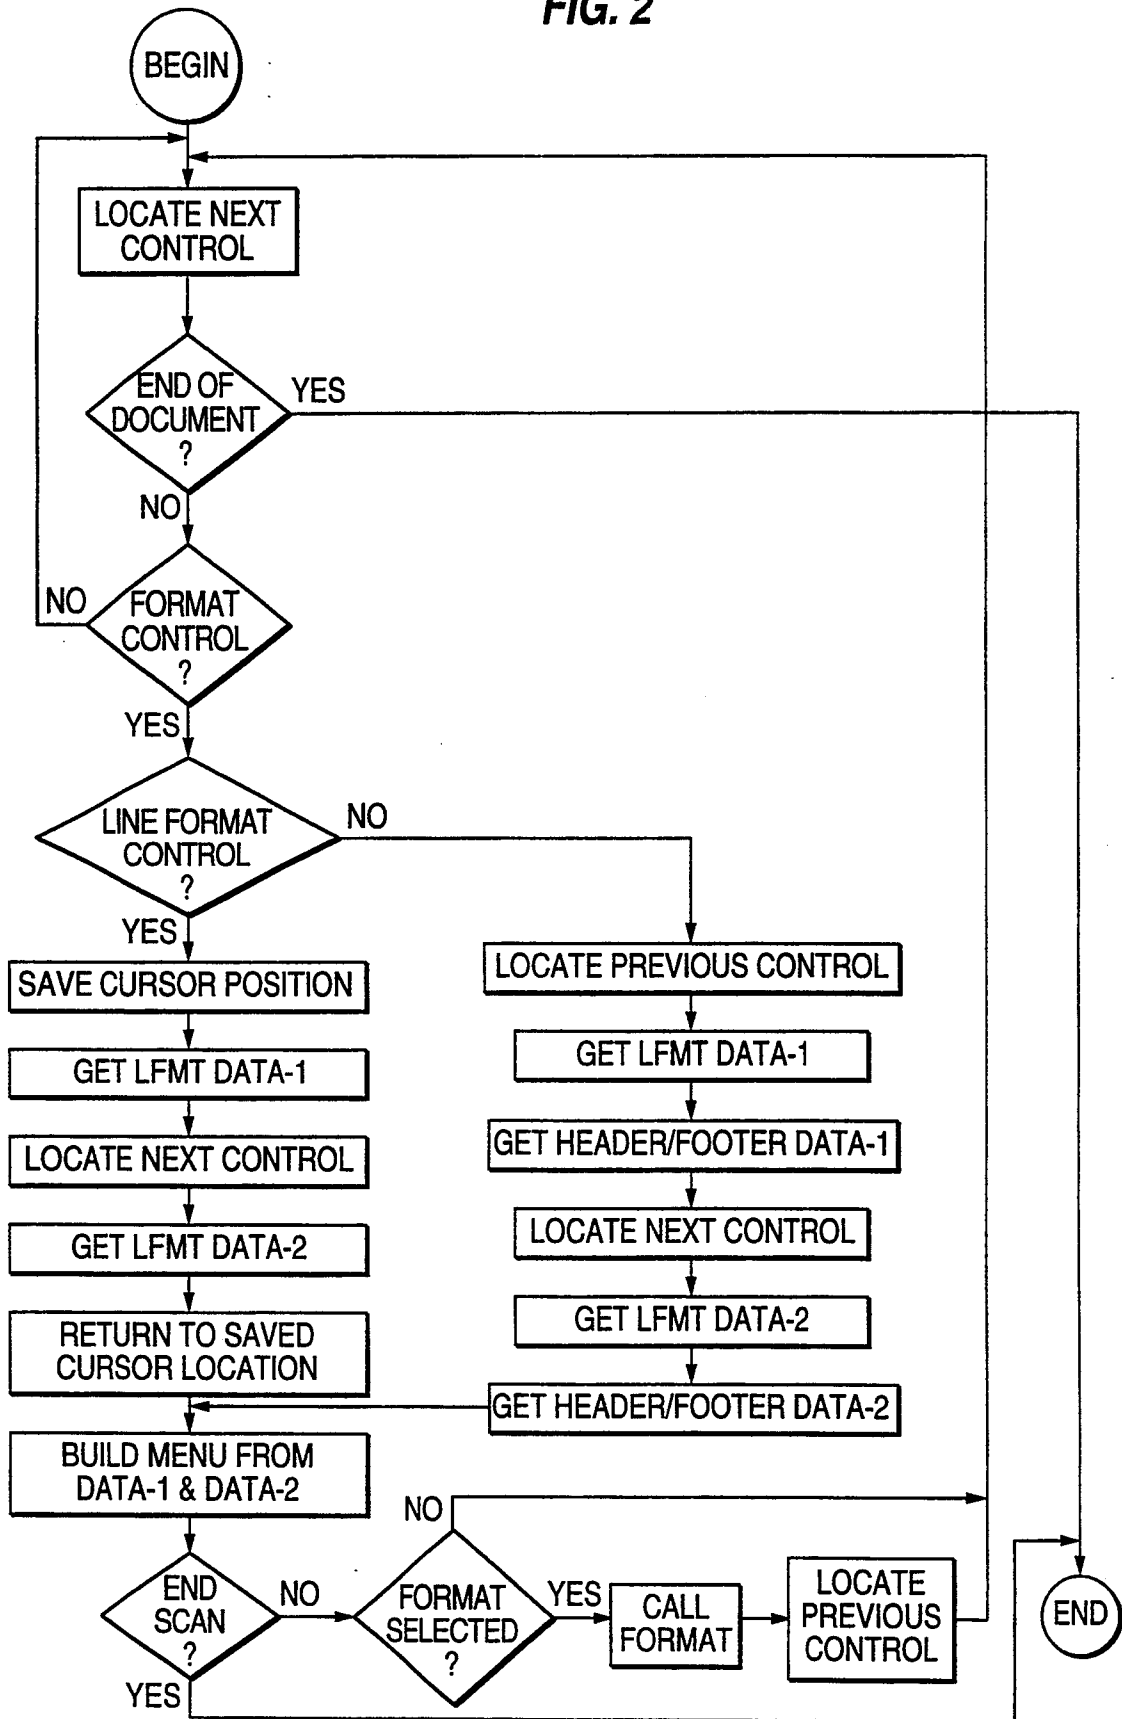 FIG. 2
BEGIN
LOCATE NEXT
CONTROL
END OF
DOCUMENT
?
YES
NO
FORMAT
CONTROL
?
NO
YES
LINE FORMAT
CONTROL
?
NO
YES
SAVE CURSOR POSITION
GET LFMT DATA-1
LOCATE NEXT CONTROL
GET LFMT DATA-2
RETURN TO SAVED
CURSOR LOCATION
LOCATE PREVIOUS CONTROL
GET LFMT DATA-1
GET HEADER/FOOTER DATA-1
LOCATE NEXT CONTROL
GET LFMT DATA-2
GET HEADER/FOOTER DATA-2
BUILD MENU FROM
DATA-1 & DATA-2
END
SCAN
?
NO
YES
FORMAT
SELECTED
?
NO
YES
CALL
FORMAT
LOCATE
PREVIOUS
CONTROL
END